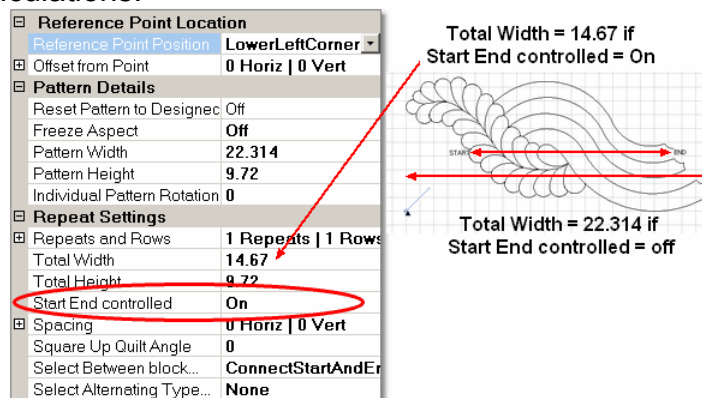 culations.
Reference Point Location
Reference Point Position LowerLeftCorner
Offset from Point 0 Horiz | 0 Vert
Pattern Details
Reset Pattern to Designec Off
Freeze Aspect Off
Pattern Width 22.314
Pattern Height 9.72
Individual Pattern Rotation 0
Repeat Settings
Repeats and Rows 1 Repeats | 1 Rows
Total Width 14.67
Total Height 9.72
Start End controlled On
Spacing 0 Horiz | 0 Vert
Square Up Quilt Angle 0
Select Between block... ConnectStartAndEr
Select Alternating Type... None
Total Width = 14.67 if
Start End controlled = On
START
END
Total Width = 22.314 if
Start End controlled = off